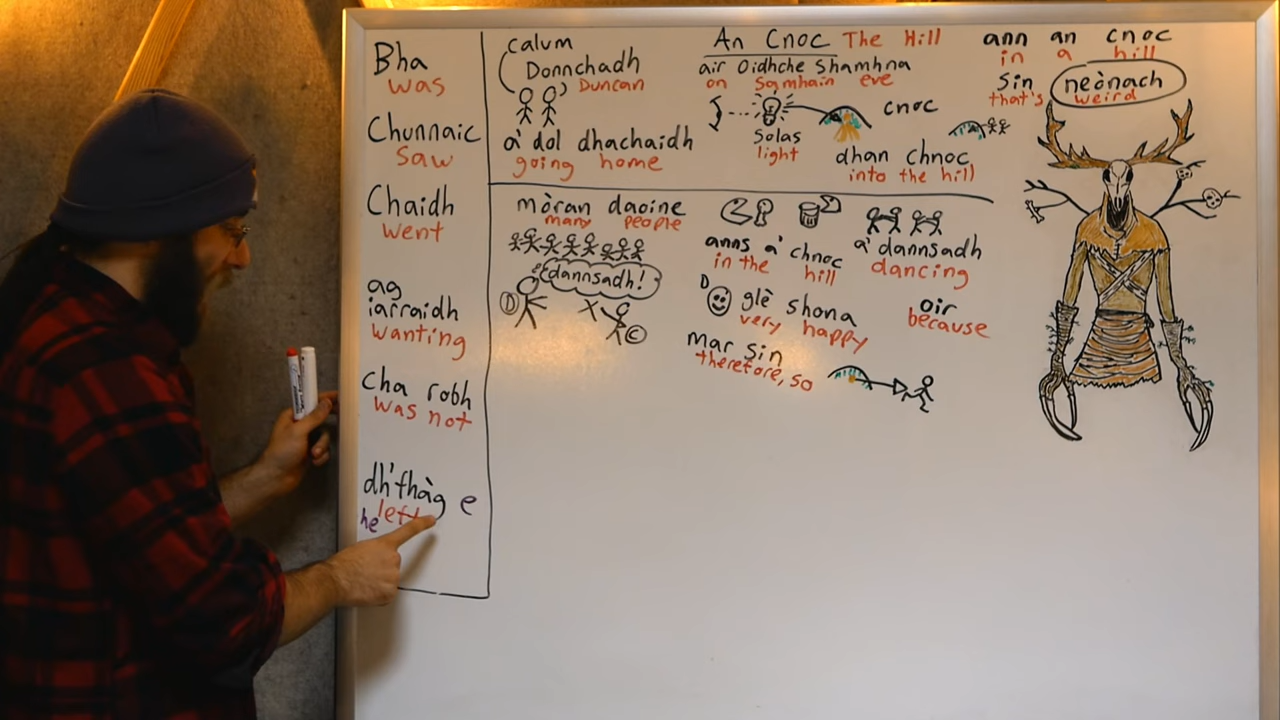 Bha
was
Chunnaic
saw
Chaidh
went
ag
iarraidh
wanting
cha robh
was not
dh'fhàg e
he left
Calum
Donnchadh
Duncan
a' dol dhachaidh
going home
An Cnoc The Hill
air Oidhche Shamhna
on Samhain eve
solas
light
cnoc
dhan chnoc
into the hill
ann an cnoc
in a hill
sin neònach
that's weird
mòran daoine
many people
dannsadh!
D
C
anns a' chnoc
in the hill
a' dannsadh
dancing
D
glè shona
very happy
oir
because
mar sin
therefore, so